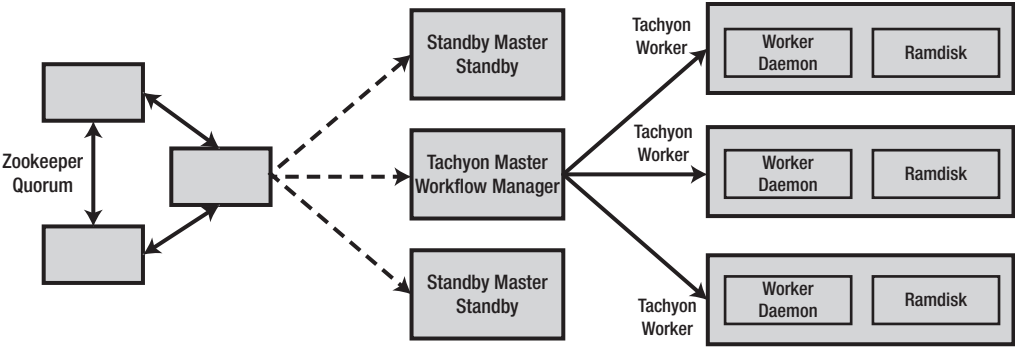 Zookeeper
Quorum
Standby Master
Standby
Tachyon Master
Workflow Manager
Standby Master
Standby
Tachyon
Worker
Worker
Daemon
Ramdisk
Tachyon
Worker
Worker
Daemon
Ramdisk
Tachyon
Worker
Worker
Daemon
Ramdisk